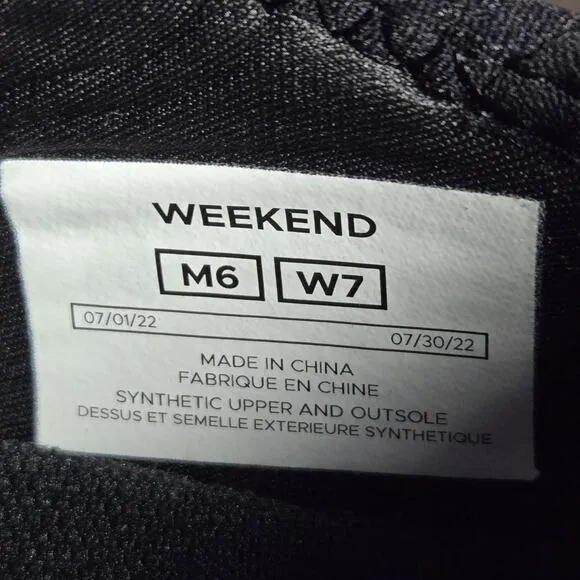 WEEKEND
M6 W7
07/01/22 07/30/22
MADE IN CHINA
FABRIQUE EN CHINE
SYNTHETIC UPPER AND OUTSOLE
DESSUS ET SEMELLE EXTERIEURE SYNTHETIQUE